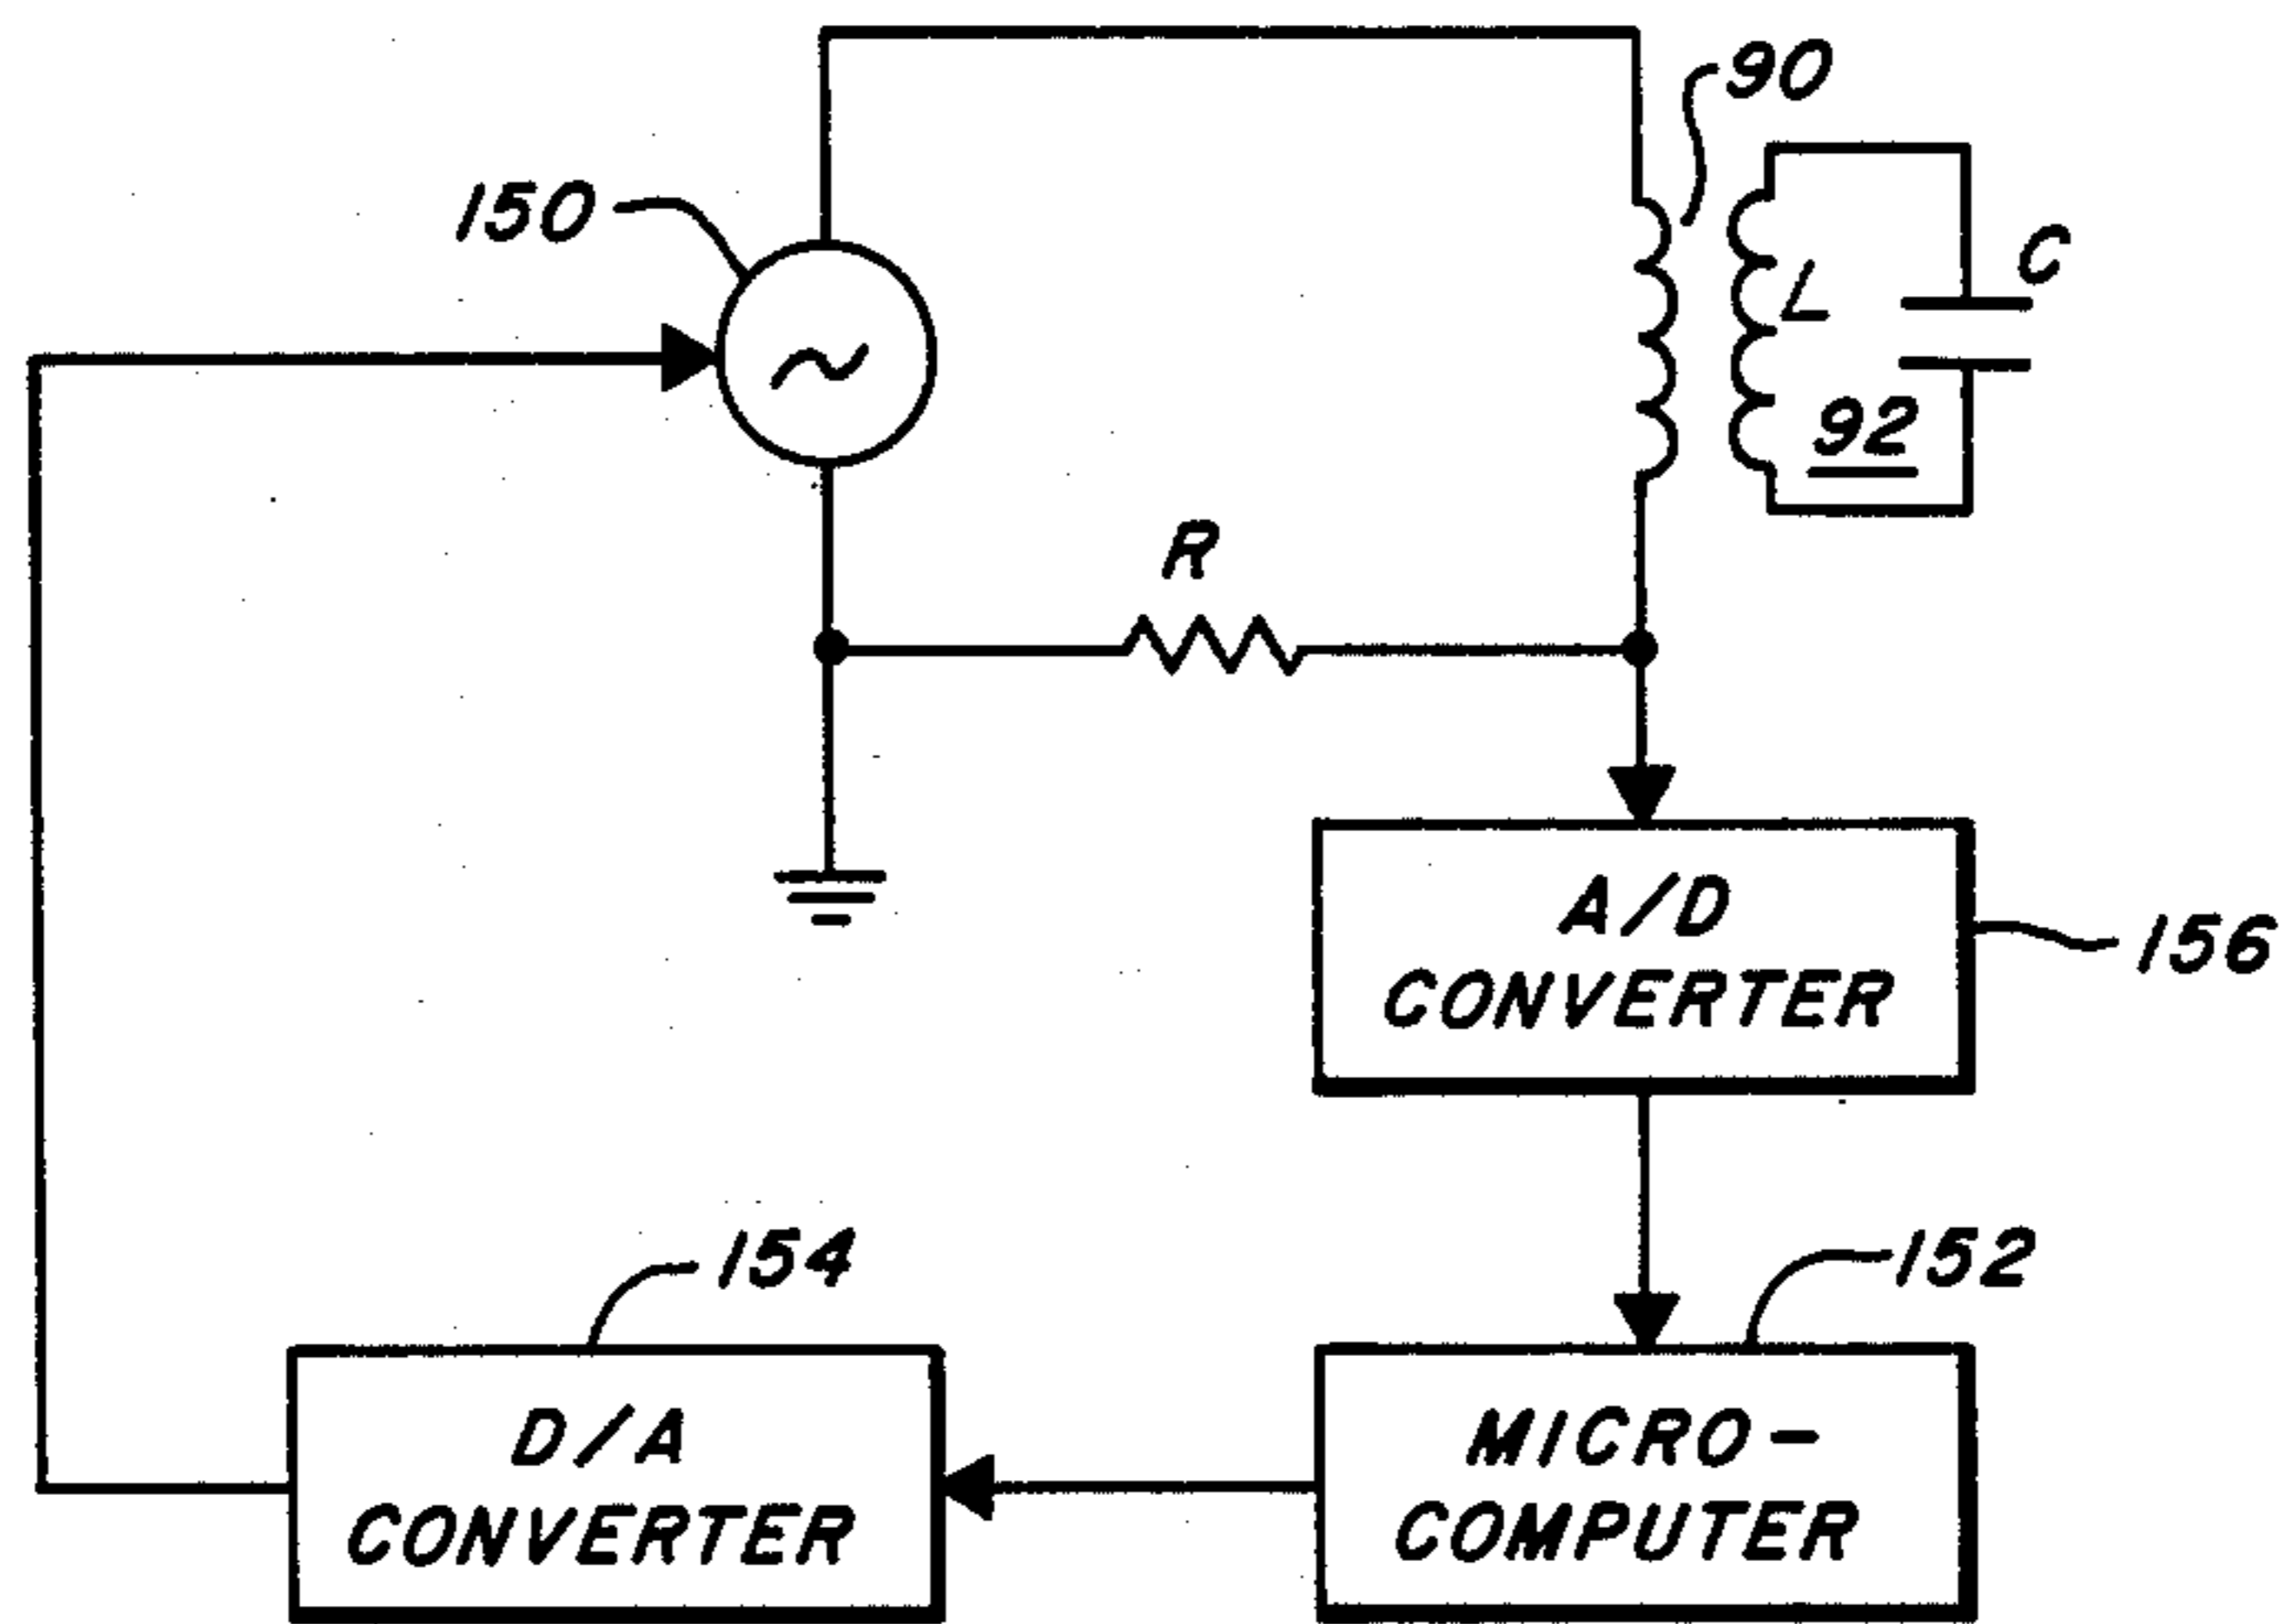 90
150
C
L
92
R
A/D
CONVERTER
156
154
152
D/A
CONVERTER
MICRO-
COMPUTER